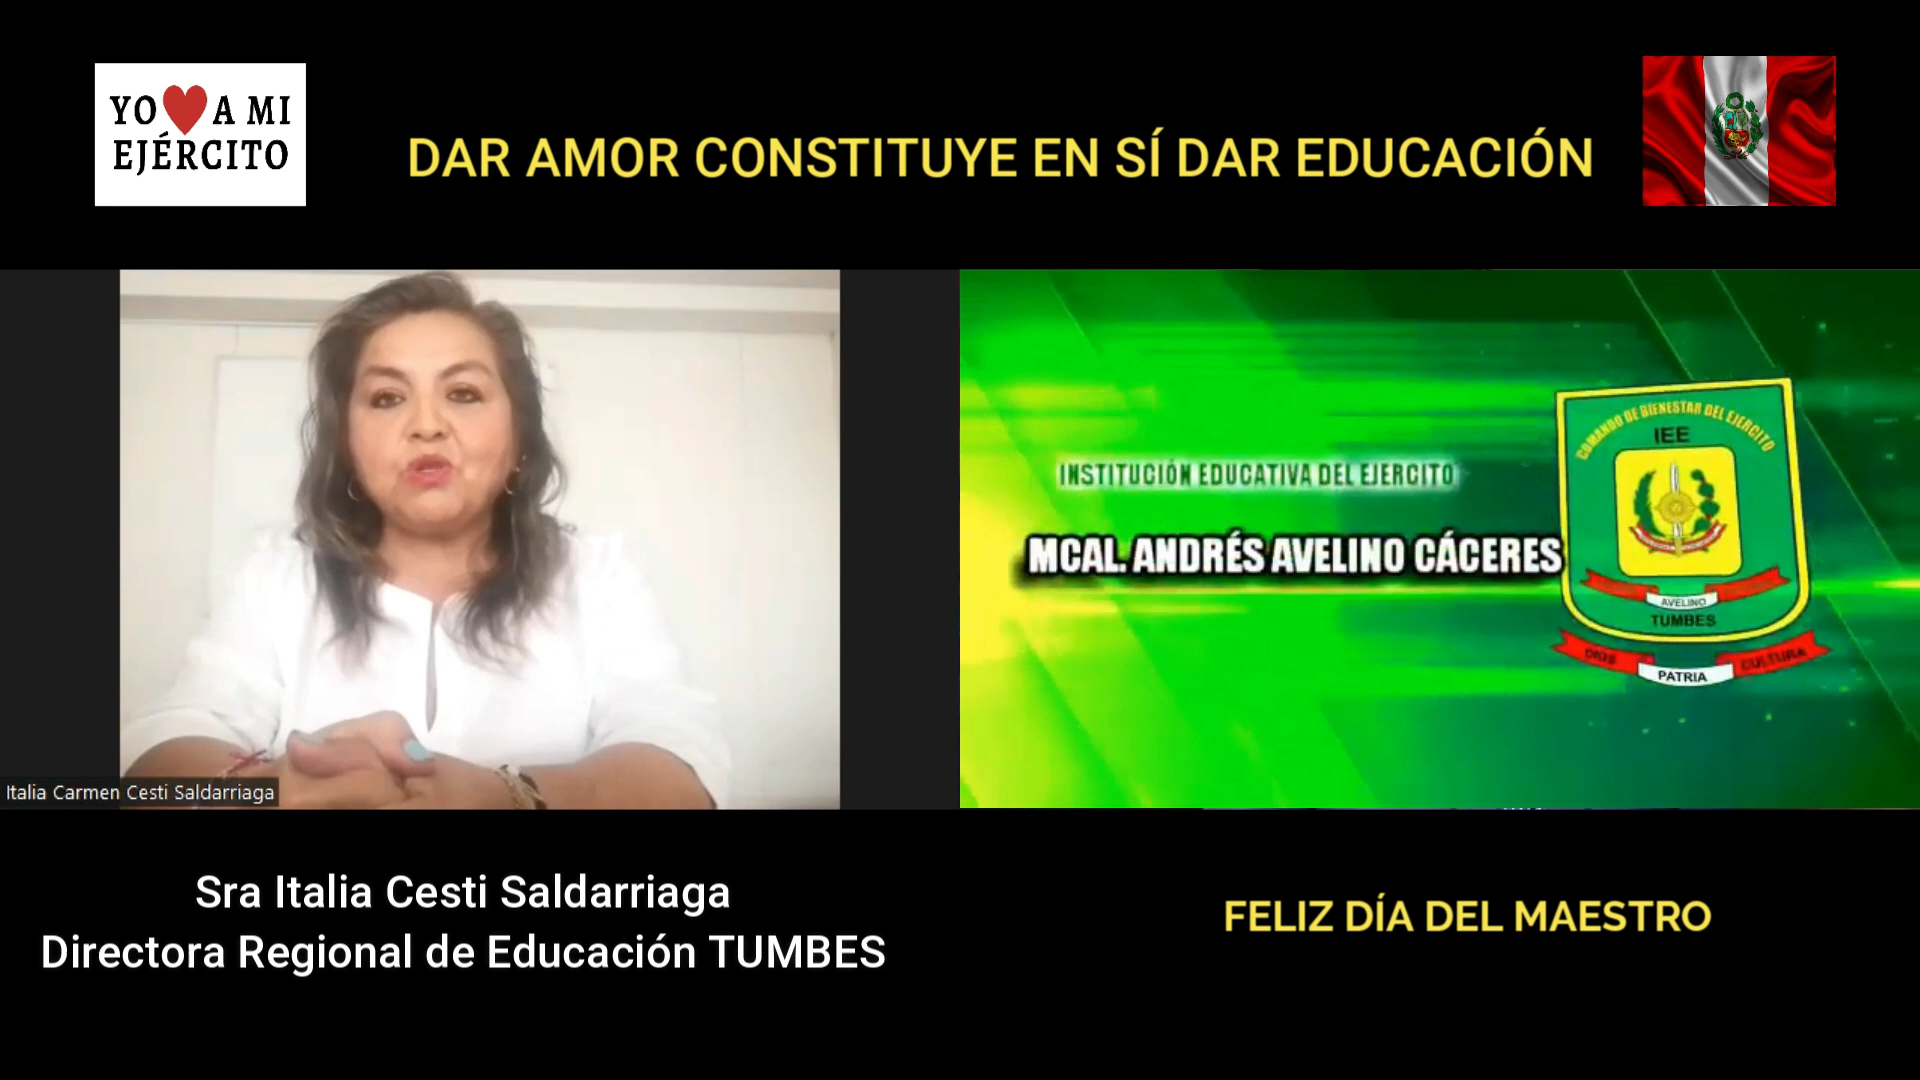 YO A MI
EJÉRCITO
DAR AMOR CONSTITUYE EN SÍ DAR EDUCACIÓN
INSTITUCIÓN EDUCATIVA DEL EJERCITO
MCAL. ANDRÉS AVELINO CÁCERES
COMANDO DE BIENESTAR DEL EJERCITO
IEE
AVELINO
TUMBES
DIOS
PATRIA
CULTURA
Italia Carmen Cesti Saldarriaga
Sra Italia Cesti Saldarriaga
Directora Regional de Educación TUMBES
FELIZ DÍA DEL MAESTRO